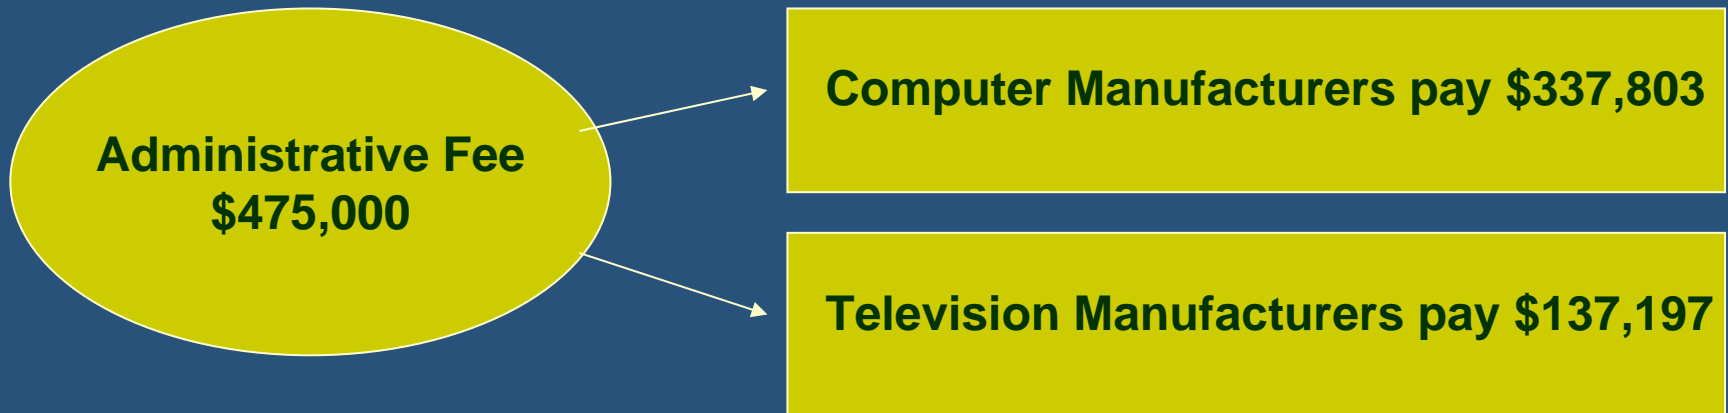 Administrative Fee
$475,000
Computer Manufacturers pay $337,803
Television Manufacturers pay $137,197